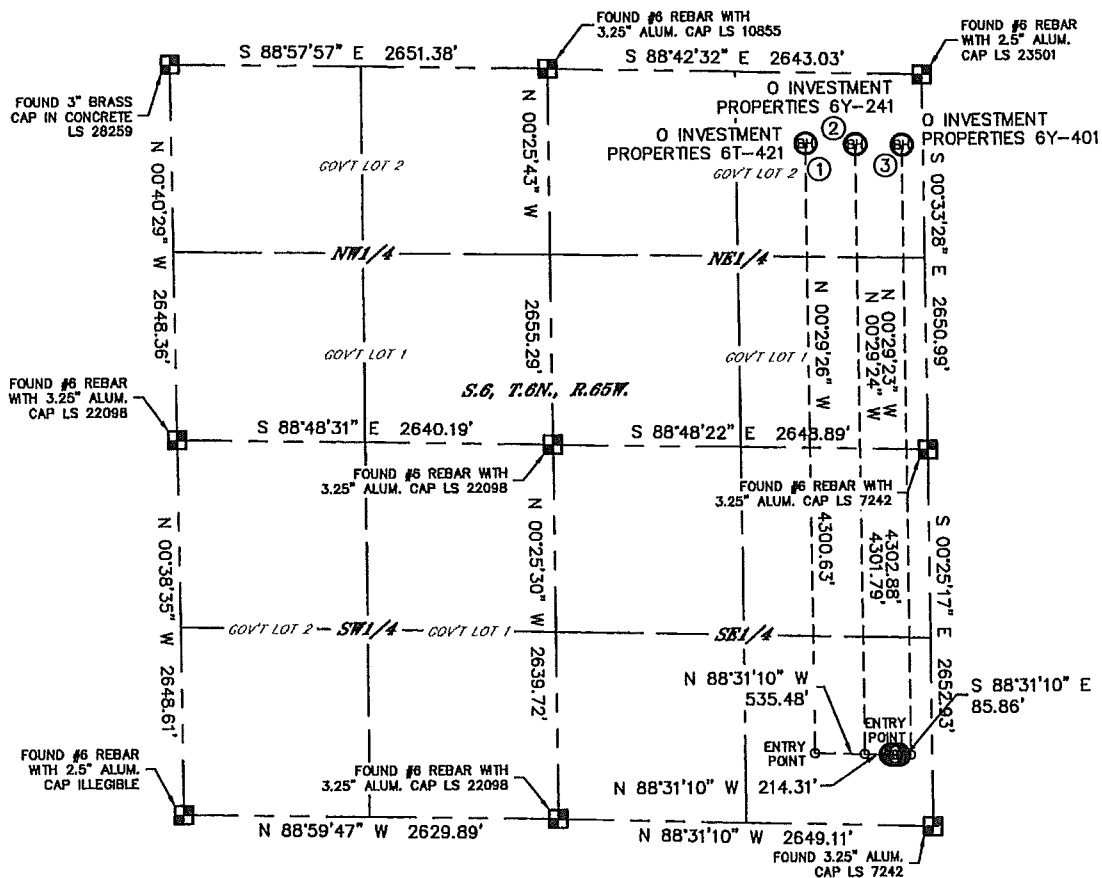 FOUND #6 REBAR WITH
3.25" ALUM. CAP LS 10855
FOUND #6 REBAR
WITH 2.5" ALUM.
CAP LS 23501
S 88°57'57" E 2651.38'
S 88°42'32" E 2643.03'
FOUND 3" BRASS
CAP IN CONCRETE
LS 28259
O INVESTMENT
PROPERTIES 6Y-241
O INVESTMENT
PROPERTIES 6T-421
O INVESTMENT
PROPERTIES 6Y-401
BH
BH
BH
1
2
3
N 00°40'29" W 2648.36'
GOV'T LOT 2
N 00°25'43" W 2655.29'
GOV'T LOT 2
S 00°33'28" E 2650.99'
NW1/4
NE1/4
N 00°29'26" W 4300.63'
N 00°29'23" W 4302.88'
N 00°29'24" W 4301.79'
GOV'T LOT 1
GOV'T LOT 1
S.6, T.6N., R.65W.
FOUND #6 REBAR
WITH 3.25" ALUM.
CAP LS 22098
S 88°48'31" E 2640.19'
S 88°48'22" E 2648.89'
FOUND #6 REBAR WITH
3.25" ALUM. CAP LS 22098
FOUND #6 REBAR WITH
3.25" ALUM. CAP LS 7242
N 00°38'35" W 2648.61'
N 00°25'30" W 2639.72'
S 00°25'17" E 2652.93'
GOV'T LOT 2
SW1/4
GOV'T LOT 1
SE1/4
N 88°31'10" W
535.48'
S 88°31'10" E
85.86'
ENTRY
POINT
ENTRY
POINT
N 88°31'10" W 214.31'
FOUND #6 REBAR
WITH 2.5" ALUM.
CAP ILLEGIBLE
FOUND #6 REBAR WITH
3.25" ALUM. CAP LS 22098
N 88°59'47" W 2629.89'
N 88°31'10" W 2649.11'
FOUND 3.25" ALUM.
CAP LS 7242